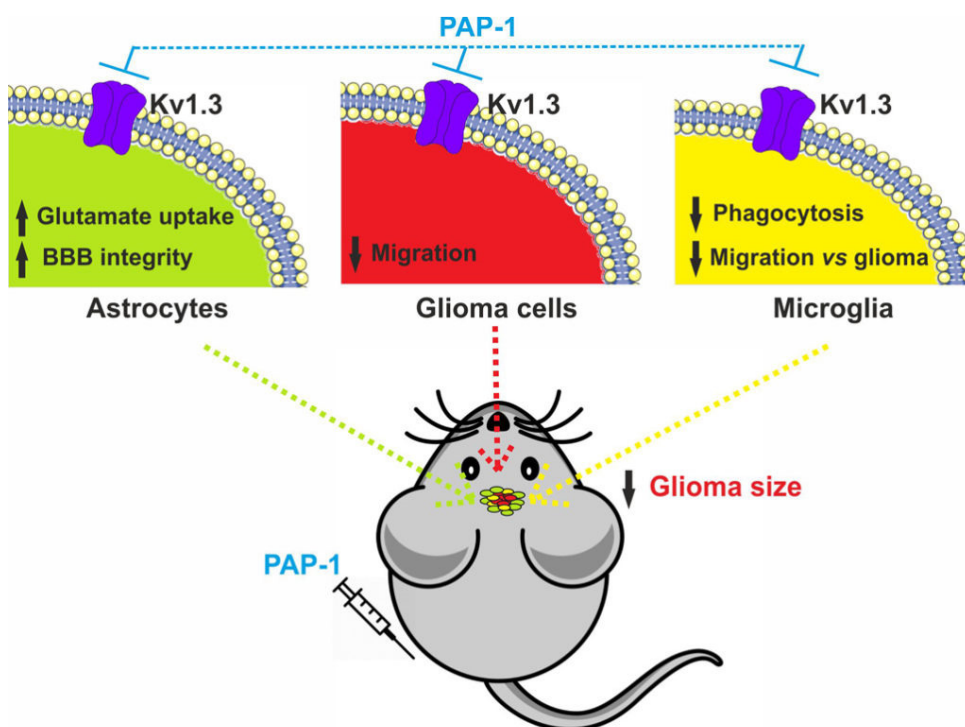 PAP-1
Kv1.3
Kv1.3
Kv1.3
Glutamate uptake
BBB integrity
Migration
Phagocytosis
Migration vs glioma
Astrocytes
Glioma cells
Microglia
Glioma size
PAP-1